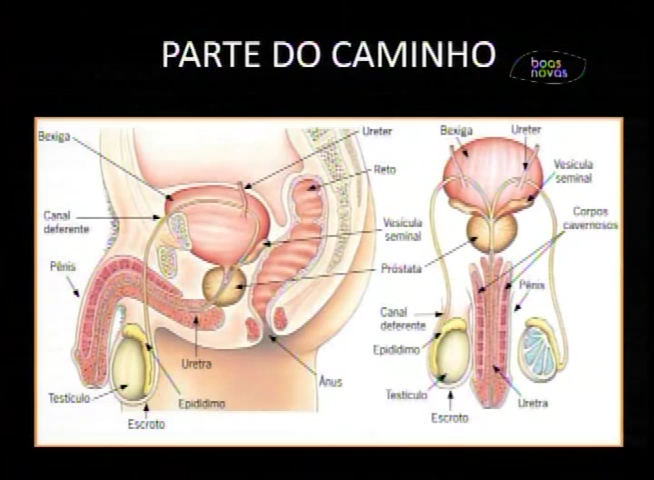 PARTE DO CAMINHO
boas
novas
Bexiga
Ureter
Reto
Canal
deferente
Vesícula
seminal
Pênis
Próstata
Uretra
Ânus
Testículo
Epidídimo
Escroto
Bexiga
Ureter
Vesícula
seminal
Corpos
cavernosos
Pênis
Canal
deferente
Epidídimo
Testículo
Uretra
Escroto